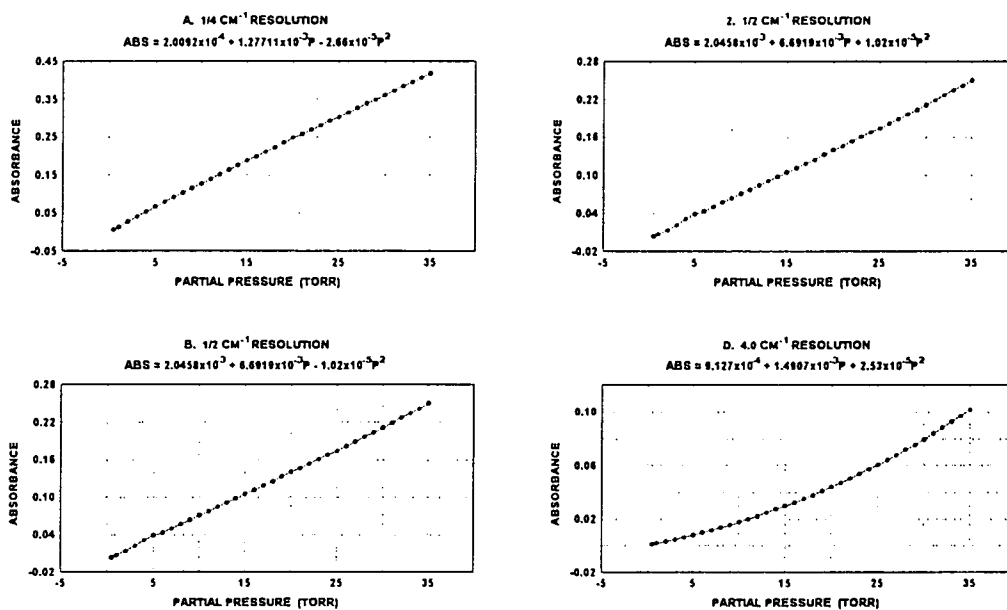 A. 1/4 CM⁻¹ RESOLUTION
ABS = 2.0092x10⁻⁴ + 1.27711x10⁻³P - 2.66x10⁻⁵P²
ABSORBANCE
0.45
0.35
0.25
0.15
0.05
-0.05
-5 5 15 25 35
PARTIAL PRESSURE (TORR)
2. 1/2 CM⁻¹ RESOLUTION
ABS = 2.0458x10⁻³ + 6.6919x10⁻³P + 1.02x10⁻⁵P²
ABSORBANCE
0.28
0.22
0.16
0.10
0.04
-0.02
-5 5 15 25 35
PARTIAL PRESSURE (TORR)
B. 1/2 CM⁻¹ RESOLUTION
ABS = 2.0458x10³ + 6.6919x10⁻³P - 1.02x10⁻⁵P²
ABSORBANCE
0.28
0.22
0.16
0.10
0.04
-0.02
-5 5 15 25 35
PARTIAL PRESSURE (TORR)
D. 4.0 CM⁻¹ RESOLUTION
ABS = 9.127x10⁻⁴ + 1.4907x10⁻³P + 2.53x10⁻⁵P²
ABSORBANCE
0.10
0.06
0.02
-0.02
-5 5 15 25 35
PARTIAL PRESSURE (TORR)